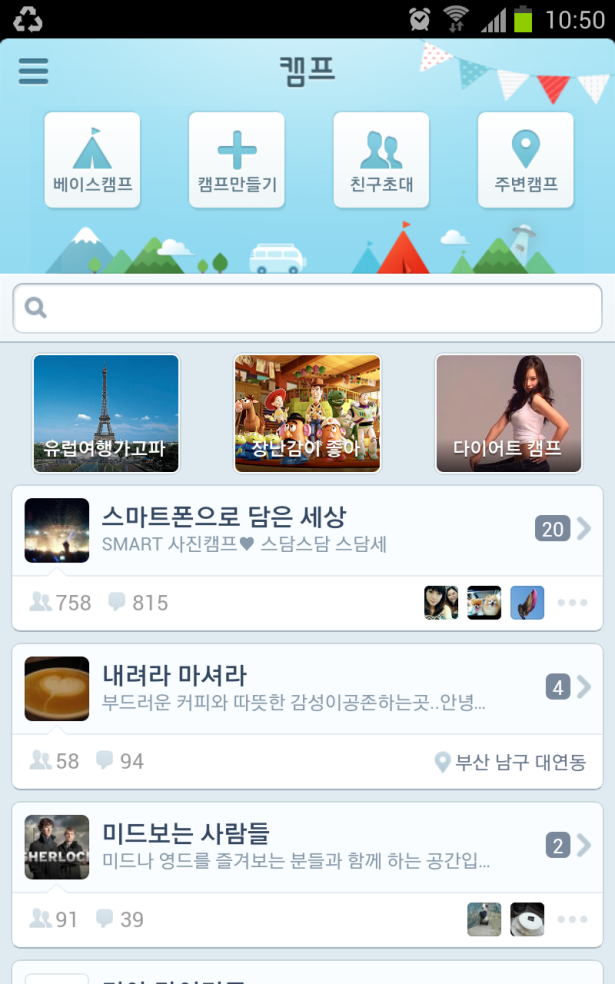 10:50
캠프
베이스캠프
캠프만들기
친구초대
주변캠프
유럽여행가고파
장난감이 좋아
다이어트 캠프
스마트폰으로 담은 세상
20
SMART 사진캠프♥ 스담스담 스담세
758 815
내려라 마셔라
4
부드러운 커피와 따뜻한 감성이공존하는곳..안녕...
58 94 부산 남구 대연동
미드보는 사람들
2
미드나 영드를 즐겨보는 분들과 함께 하는 공간입...
SHERLOC
91 39